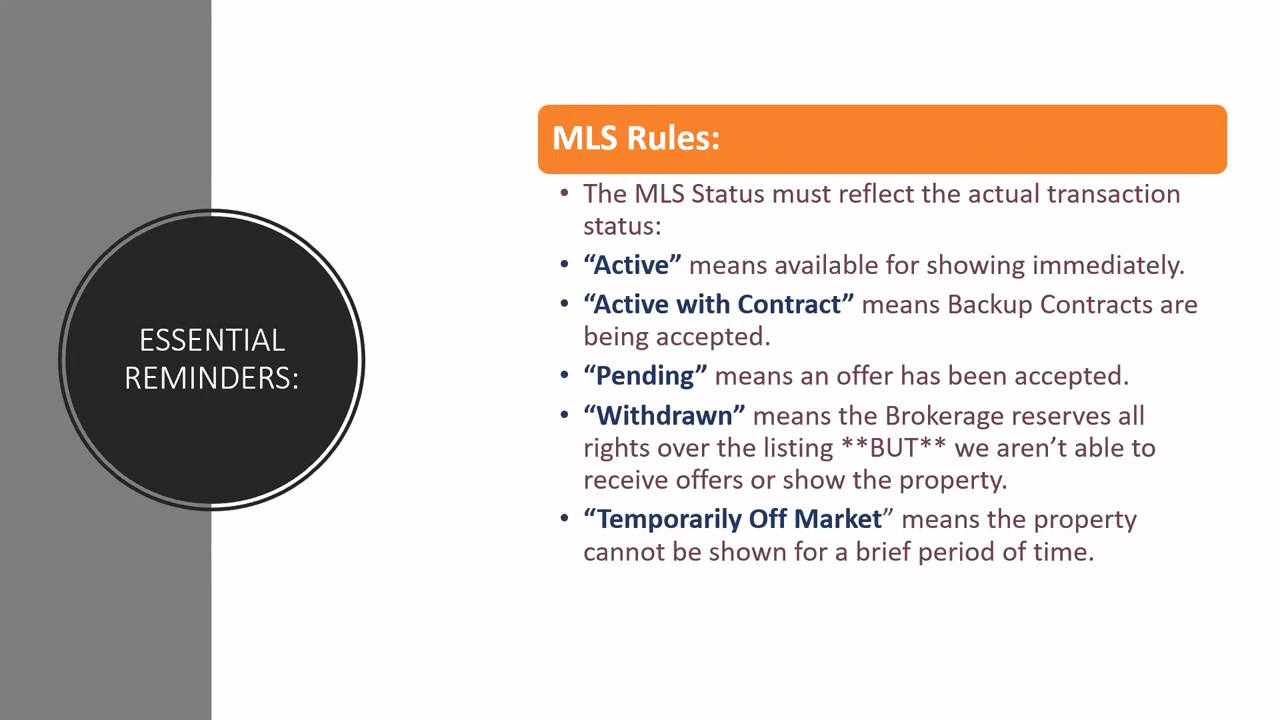 ESSENTIAL
REMINDERS:
MLS Rules:
• The MLS Status must reflect the actual transaction
status:
• “Active” means available for showing immediately.
• “Active with Contract” means Backup Contracts are
being accepted.
• “Pending” means an offer has been accepted.
• “Withdrawn” means the Brokerage reserves all
rights over the listing **BUT** we aren’t able to
receive offers or show the property.
• “Temporarily Off Market” means the property
cannot be shown for a brief period of time.